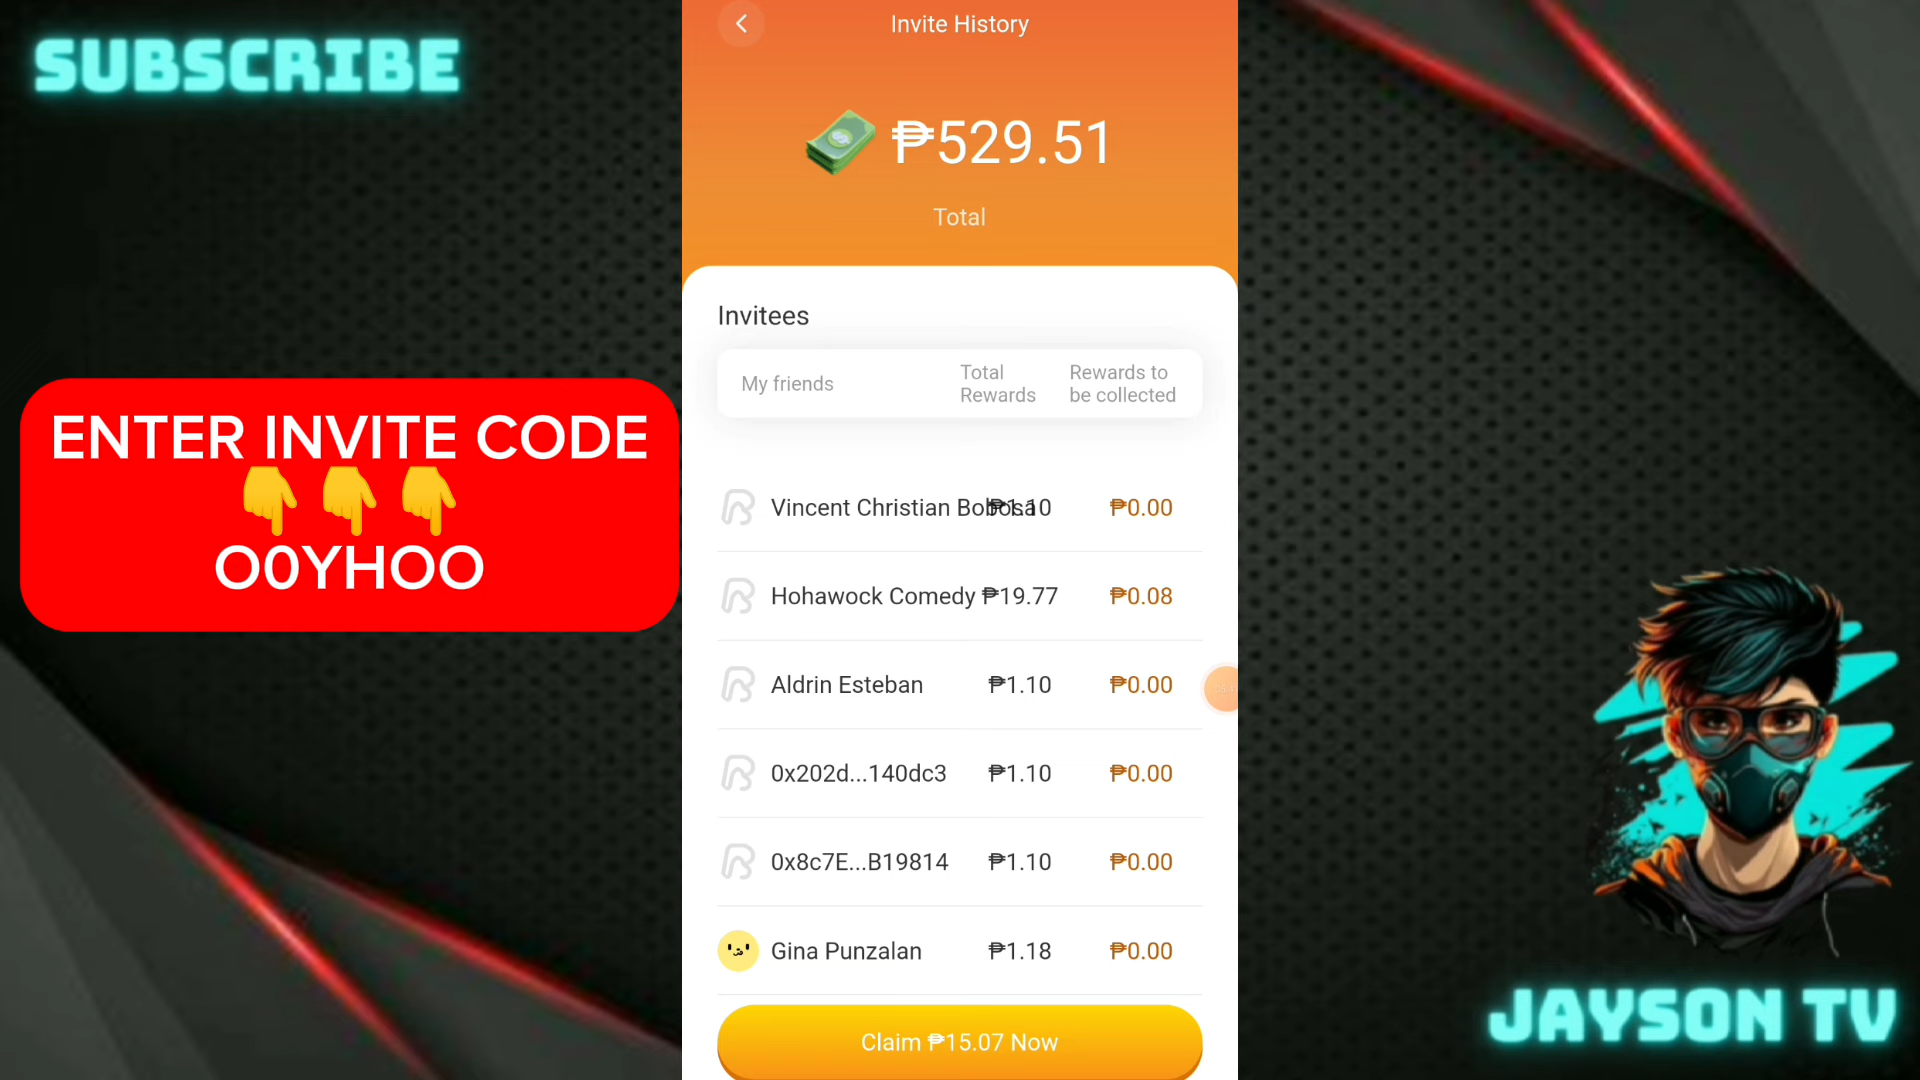 SUBSCRIBE
ENTER INVITE CODE
👇👇👇
O0YHOO
Invite History
₱529.51
Total
Invitees
My friends
Total Rewards
Rewards to be collected
Vincent Christian Bobosa ₱1.10 ₱0.00
Hohawock Comedy ₱19.77 ₱0.08
Aldrin Esteban ₱1.10 ₱0.00
0x202d...140dc3 ₱1.10 ₱0.00
0x8c7E...B19814 ₱1.10 ₱0.00
Gina Punzalan ₱1.18 ₱0.00
Claim ₱15.07 Now
JAYSON TV